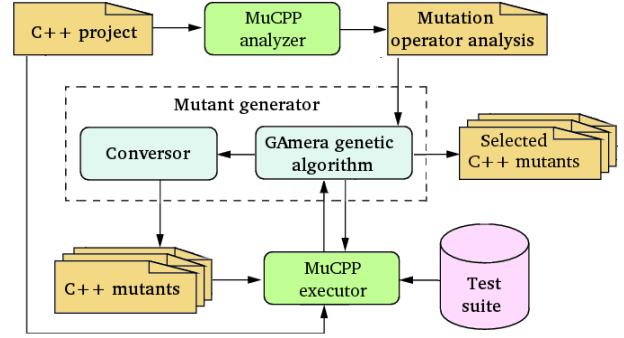 C++ project
MuCPP
analyzer
Mutation
operator analysis
Mutant generator
Conversor
GAmera genetic
algorithm
Selected
C++ mutants
C++ mutants
MuCPP
executor
Test
suite